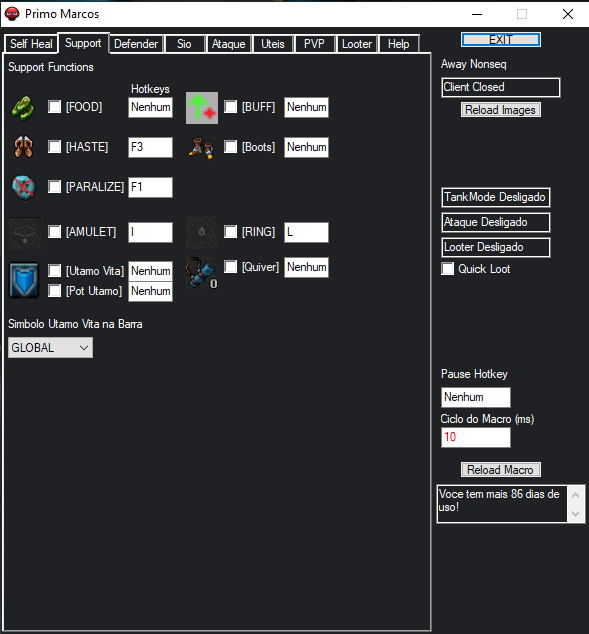 Primo Marcos
Self Heal Support Defender Sio Ataque Uteis PVP Looter Help
EXIT
Support Functions
Away Nonseq
Client Closed
Reload Images
Hotkeys
[FOOD] Nenhum [BUFF] Nenhum
[HASTE] F3 [Boots] Nenhum
[PARALIZE] F1
[AMULET] I [RING] L
[Utamo Vita] Nenhum [Quiver] Nenhum
[Pot Utamo] Nenhum
0
TankMode Desligado
Ataque Desligado
Looter Desligado
Quick Loot
Simbolo Utamo Vita na Barra
GLOBAL
Pause Hotkey
Nenhum
Ciclo do Macro (ms)
10
Reload Macro
Voce tem mais 86 dias de
uso!